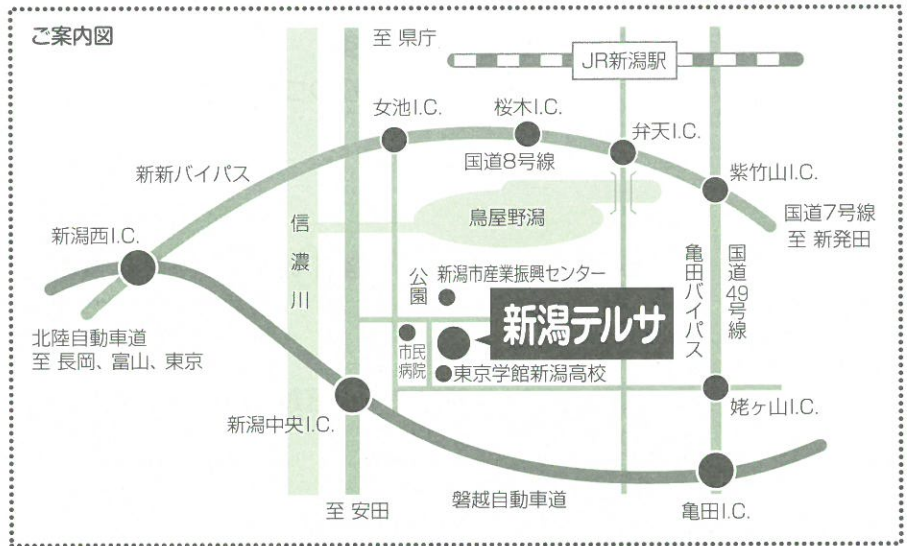 ご案内図
至 県庁
JR新潟駅
女池I.C.
桜木I.C.
弁天I.C.
国道8号線
紫竹山I.C.
新新バイパス
国道7号線
至 新発田
鳥屋野潟
信濃川
新潟西I.C.
亀田バイパス
国道49号線
公園
新潟市産業振興センター
新潟テルサ
北陸自動車道
至 長岡、富山、東京
市民
病院
東京学館新潟高校
新潟中央I.C.
姥ヶ山I.C.
至 安田
磐越自動車道
亀田I.C.